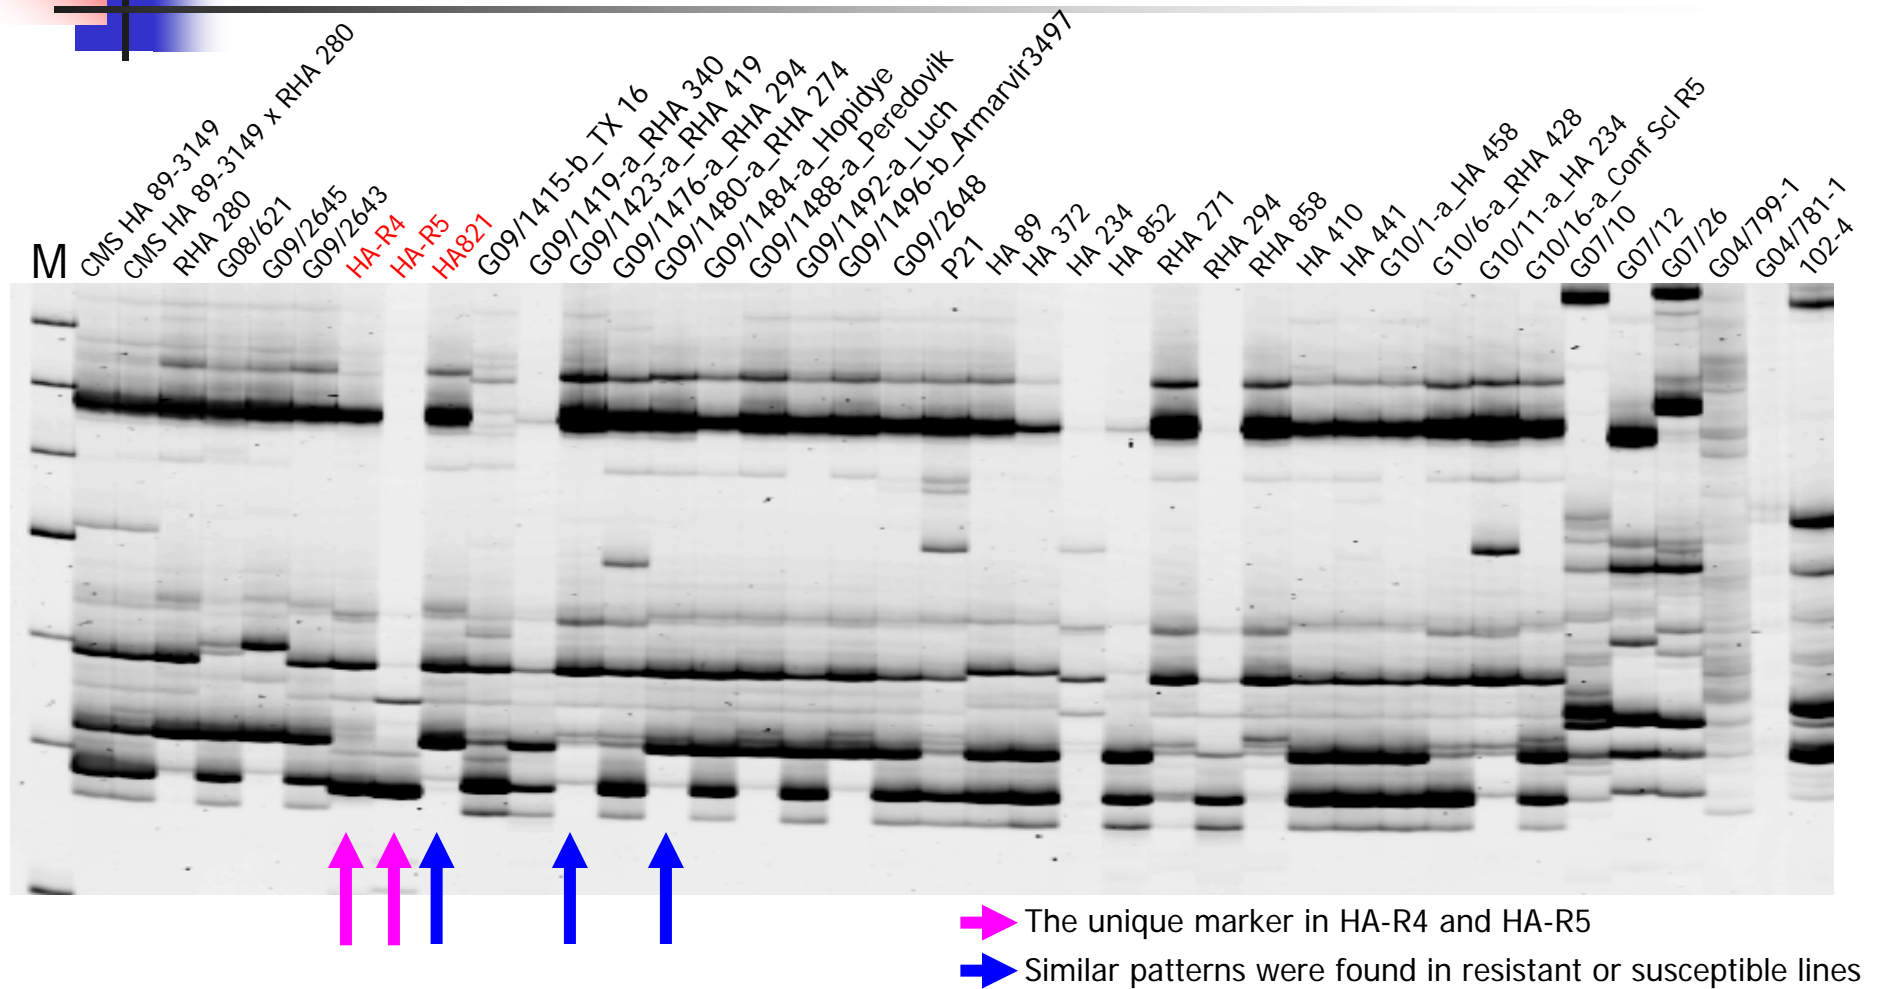 M
CMS HA 89-3149
CMS HA 89-3149 x RHA 280
RHA 280
G08/621
G09/2645
G09/2643
HA-R4
HA-R5
HA821
G09/1415-b_TX 16
G09/1419-a_RHA 340
G09/1423-a_RHA 419
G09/1476-a_RHA 294
G09/1480-a_RHA 274
G09/1484-a_Hopidye
G09/1488-a_Peredovik
G09/1492-a_Luch
G09/1496-b_Armarvir3497
G09/2648
P21
HA 89
HA 372
HA 234
HA 852
RHA 271
RHA 294
RHA 858
HA 410
HA 441
G10/1-a_HA 458
G10/6-a_RHA 428
G10/11-a_HA 234
G10/16-a_Conf Scl R5
G07/10
G07/12
G07/26
G04/799-1
G04/781-1
102-4
The unique marker in HA-R4 and HA-R5
Similar patterns were found in resistant or susceptible lines